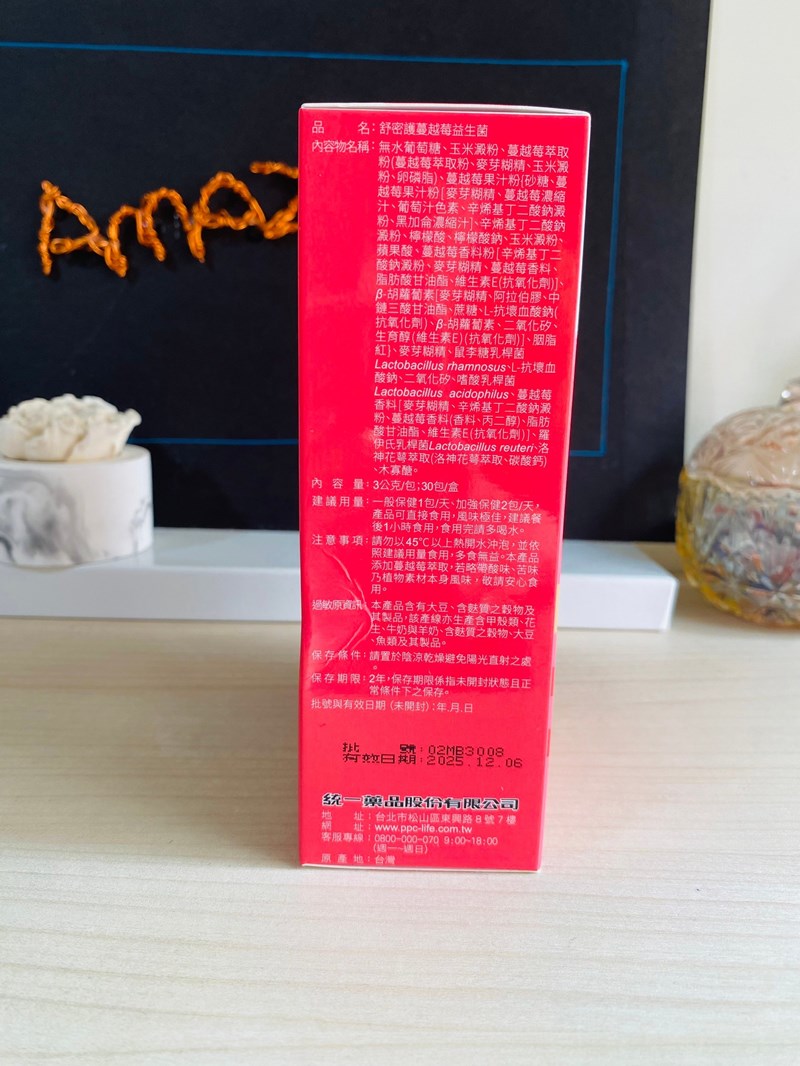 Ampa
品 名：舒密護蔓越莓益生菌
內容物名稱：無水葡萄糖、玉米澱粉、蔓越莓萃取
粉(蔓越莓萃取粉、麥芽糊精、玉米澱
粉、卵磷脂)、蔓越莓果汁粉{砂糖、蔓
越莓果汁粉[麥芽糊精、蔓越莓濃縮
汁、葡萄汁色素、辛烯基丁二酸鈉澱
粉、黑加侖濃縮汁]、辛烯基丁二酸鈉
澱粉、檸檬酸、檸檬酸鈉、玉米澱粉、
蘋果酸、蔓越莓香料粉[辛烯基丁二
酸鈉澱粉、麥芽糊精、蔓越莓香料、
脂肪酸甘油酯、維生素E(抗氧化劑)]、
β-胡蘿蔔素[麥芽糊精、阿拉伯膠、中
鏈三酸甘油酯、蔗糖、L-抗壞血酸鈉(
抗氧化劑)、β-胡蘿蔔素、二氧化矽、
生育醇(維生素E)(抗氧化劑)]、胭脂
紅}、麥芽糊精、鼠李糖乳桿菌
Lactobacillus rhamnosus、L-抗壞血
酸鈉、二氧化矽、嗜酸乳桿菌
Lactobacillus acidophilus、蔓越莓
香料[麥芽糊精、辛烯基丁二酸鈉澱
粉、蔓越莓香料(香料、丙二醇)、脂肪
酸甘油酯、維生素E(抗氧化劑)]、羅
伊氏乳桿菌Lactobacillus reuteri、洛
神花萼萃取(洛神花萼萃取、碳酸鈣)
、木寡醣。
內容量：3公克/包；30包/盒
建議用量：一般保健1包/天、加強保健2包/天，
產品可直接食用，風味極佳，建議餐
後1小時食用，食用完請多喝水。
注意事項：請勿以45°C以上熱開水沖泡，並依
照建議用量食用，多食無益。本產品
添加蔓越莓萃取，若略帶酸味、苦味
乃植物素材本身風味，敬請安心食
用。
過敏原資訊：本產品含有大豆、含麩質之穀物及
其製品，該產線亦生產含甲殼類、花
生、牛奶與羊奶、含麩質之穀物、大豆
、魚類及其製品。
保存條件：請置於陰涼乾燥避免陽光直射之處
。
保存期限：2年，保存期限係指未開封狀態且正
常條件下之保存。
批號與有效日期 (未開封)：年.月.日
批 號：02MB3008
有效日期：2025.12.06
統一藥品股份有限公司
地 址：台北市松山區東興路8號7樓
網 址：www.ppc-life.com.tw
客服專線：0800-000-070 9:00~18:00
(週一~週日)
原產地：台灣